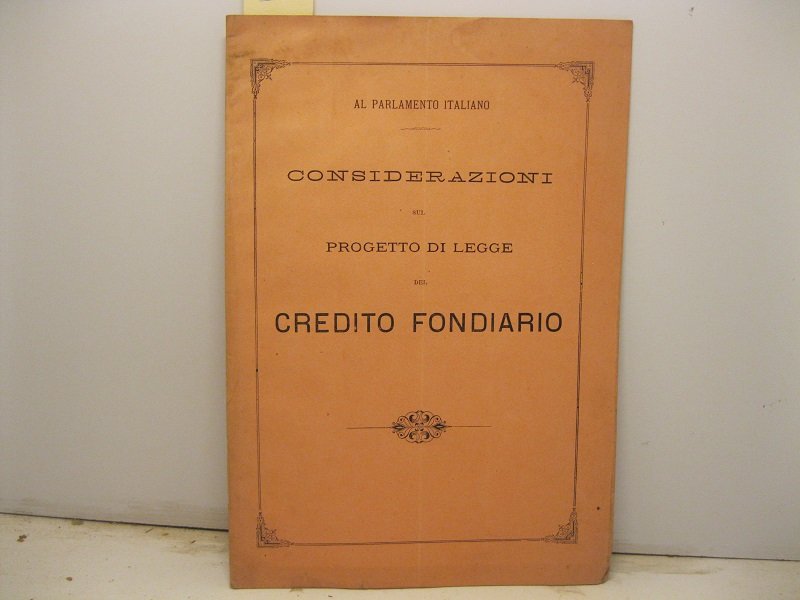 AL PARLAMENTO ITALIANO
CONSIDERAZIONI
SUL
PROGETTO DI LEGGE
DEL
CREDITO FONDIARIO